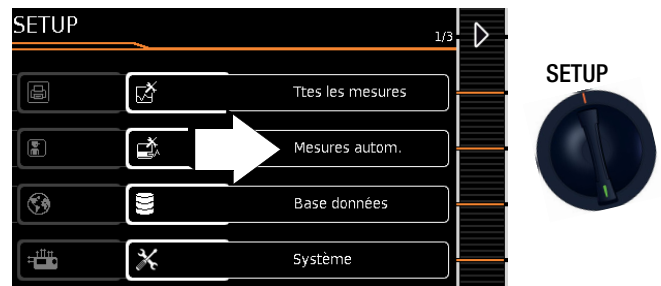 SETUP
1/3
Ttes les mesures
Mesures autom.
Base données
Système
SETUP